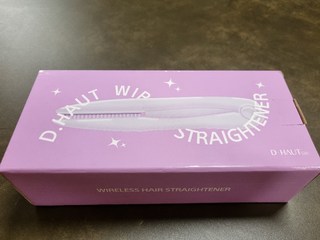 D.HAUT WIR
STRAIGHTENER
D.HAUT
WIRELESS HAIR STRAIGHTENER